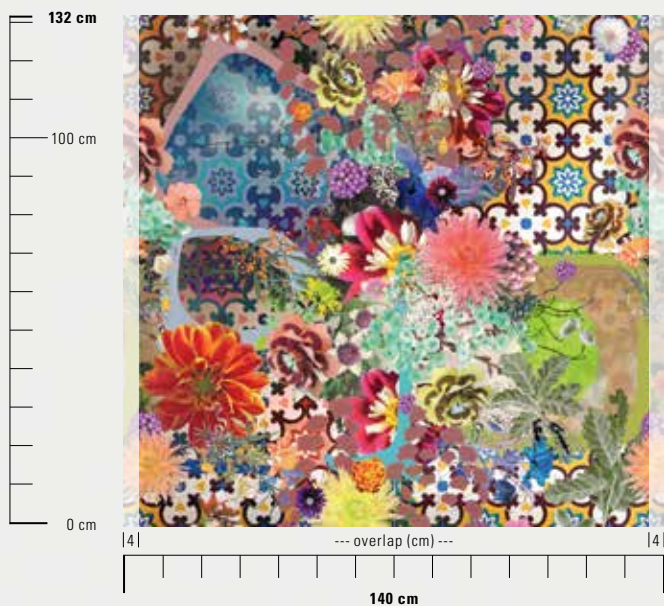 132 cm
100 cm
0 cm
|4| --- overlap (cm) --- |4|
140 cm